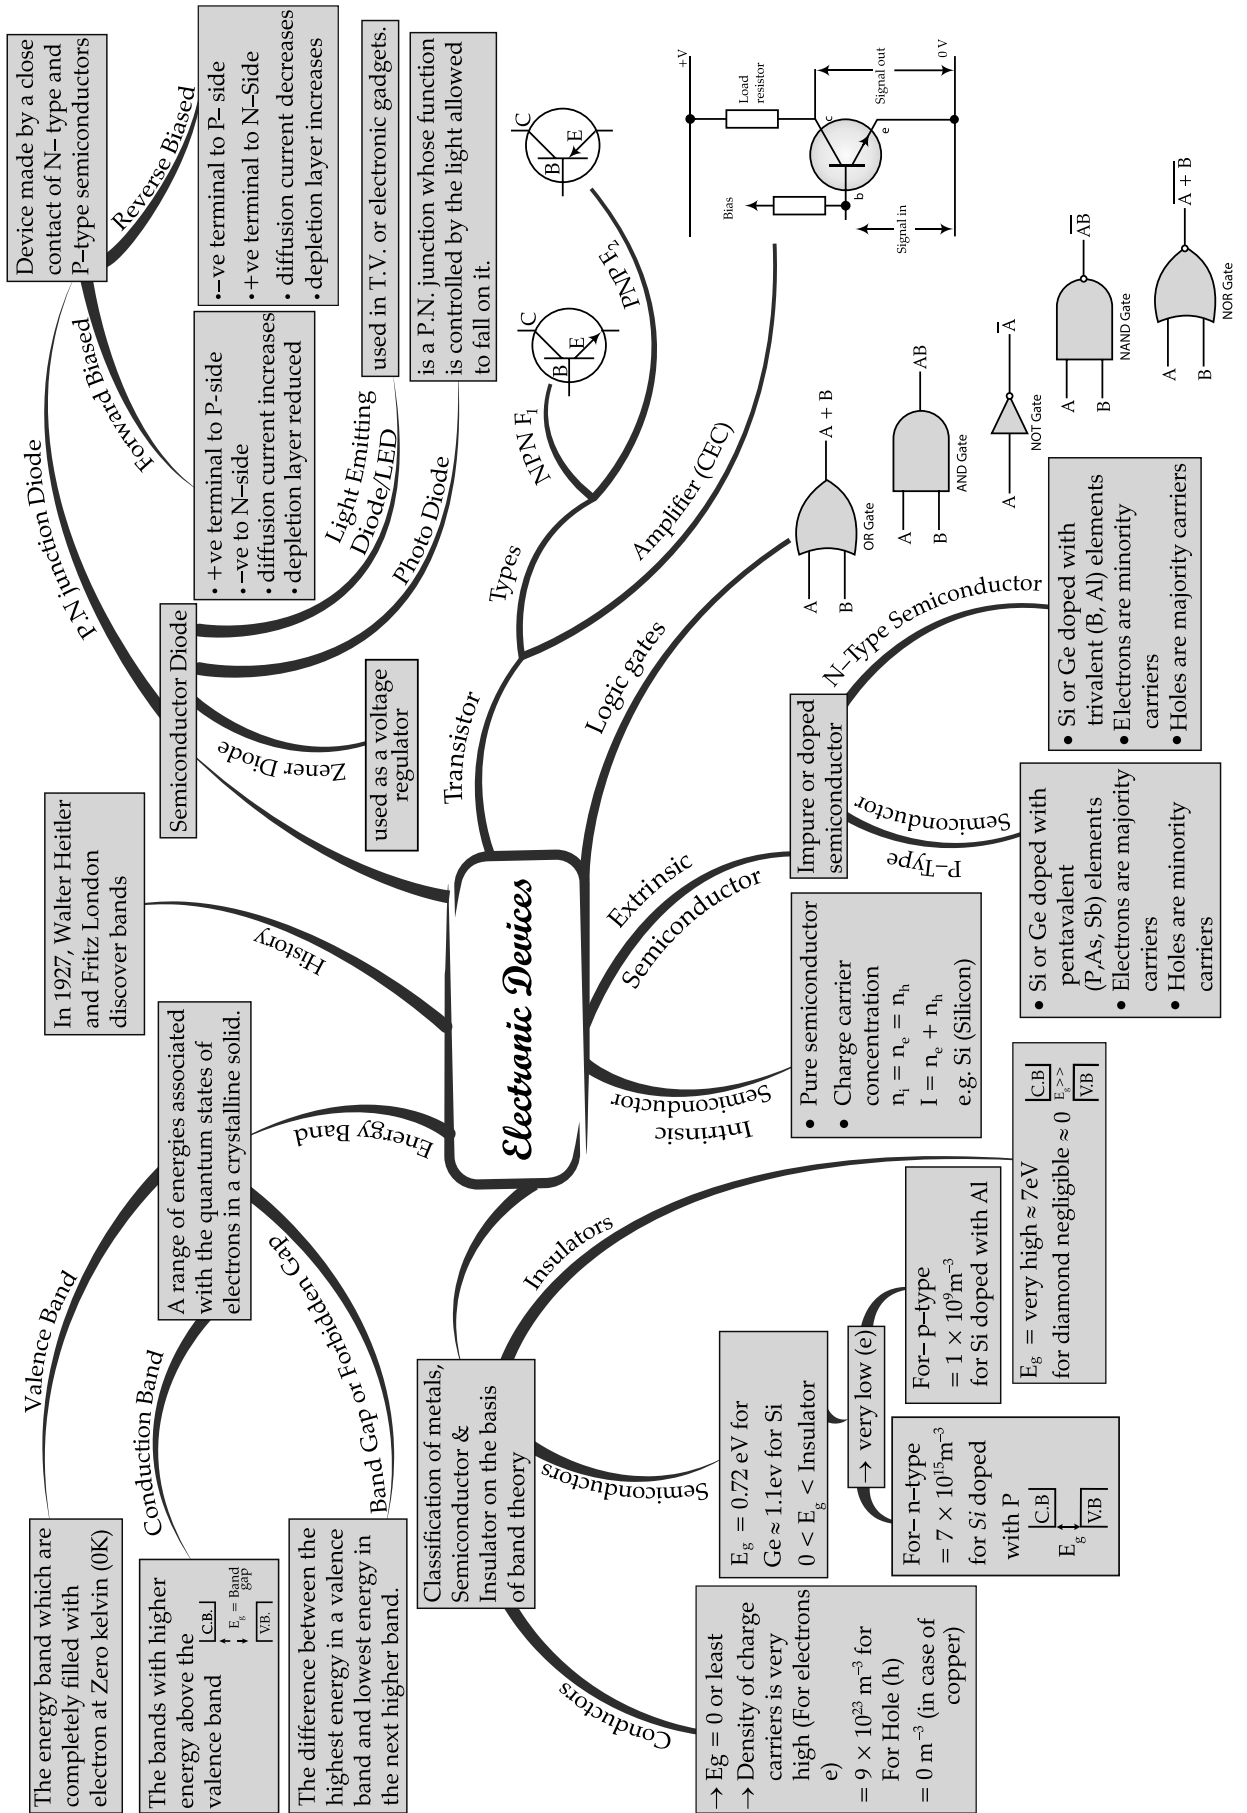 Electronic Devices
Classification of metals,
Semiconductor &
Insulator on the basis
of band theory
Conductors
→ Eg = 0 or least
→ Density of charge
carriers is very
high (For electrons
e)
= 9 × 10²³ m⁻³ for
For Hole (h)
= 0 m⁻³ (in case of
copper)
Semiconductors
E_g = 0.72 eV for
Ge ≈ 1.1ev for Si
0 < E_g < Insulator
→ very low (e)
For– n–type
= 7 × 10¹⁵m⁻³
for Si doped
with P
C.B
E_g
V.B
For– p–type
= 1 × 10⁹m⁻³
for Si doped with Al
Insulators
E_g = very high ≈ 7eV
for diamond negligible ≈ 0
C.B
E_g >>
V.B
Energy Band
A range of energies associated
with the quantum states of
electrons in a crystalline solid.
Valence Band
The energy band which are
completely filled with
electron at Zero kelvin (0K)
Conduction Band
The bands with higher
energy above the
valence band
C.B.
E_g = Band
gap
V.B.
Band Gap or Forbidden Gap
The difference between the
highest energy in a valence
band and lowest energy in
the next higher band.
History
In 1927, Walter Heitler
and Fritz London
discover bands
Semiconductor Diode
P.N junction Diode
Device made by a close
contact of N– type and
P–type semiconductors
Forward Biased
• +ve terminal to P-side
• –ve to N–side
• diffusion current increases
• depletion layer reduced
Reverse Biased
•–ve terminal to P– side
• +ve terminal to N–Side
• diffusion current decreases
• depletion layer increases
Light Emitting
Diode/LED
used in T.V. or electronic gadgets.
Photo Diode
is a P.N. junction whose function
is controlled by the light allowed
to fall on it.
Zener Diode
used as a voltage
regulator
Transistor
Types
NPN F₁
B
C
E
PNP E₂
B
C
E
Amplifier (CEC)
+V
Load
resistor
Bias
c
b
e
Signal out
Signal in
0 V
Logic gates
A
B
A + B
OR Gate
A
B
AB
AND Gate
A
A̅
NOT Gate
A
B
A̅B̅
NAND Gate
A
B
A̅ ̅+̅ ̅B̅
NOR Gate
Extrinsic
Semiconductor
Impure or doped
semiconductor
N–Type Semiconductor
• Si or Ge doped with
trivalent (B, Al) elements
• Electrons are minority
carriers
• Holes are majority carriers
P–Type
Semiconductor
• Si or Ge doped with
pentavalent
(P,As, Sb) elements
• Electrons are majority
carriers
• Holes are minority
carriers
Intrinsic
Semiconductor
• Pure semiconductor
• Charge carrier
concentration
n_i = n_e = n_h
I = n_e + n_h
e.g. Si (Silicon)